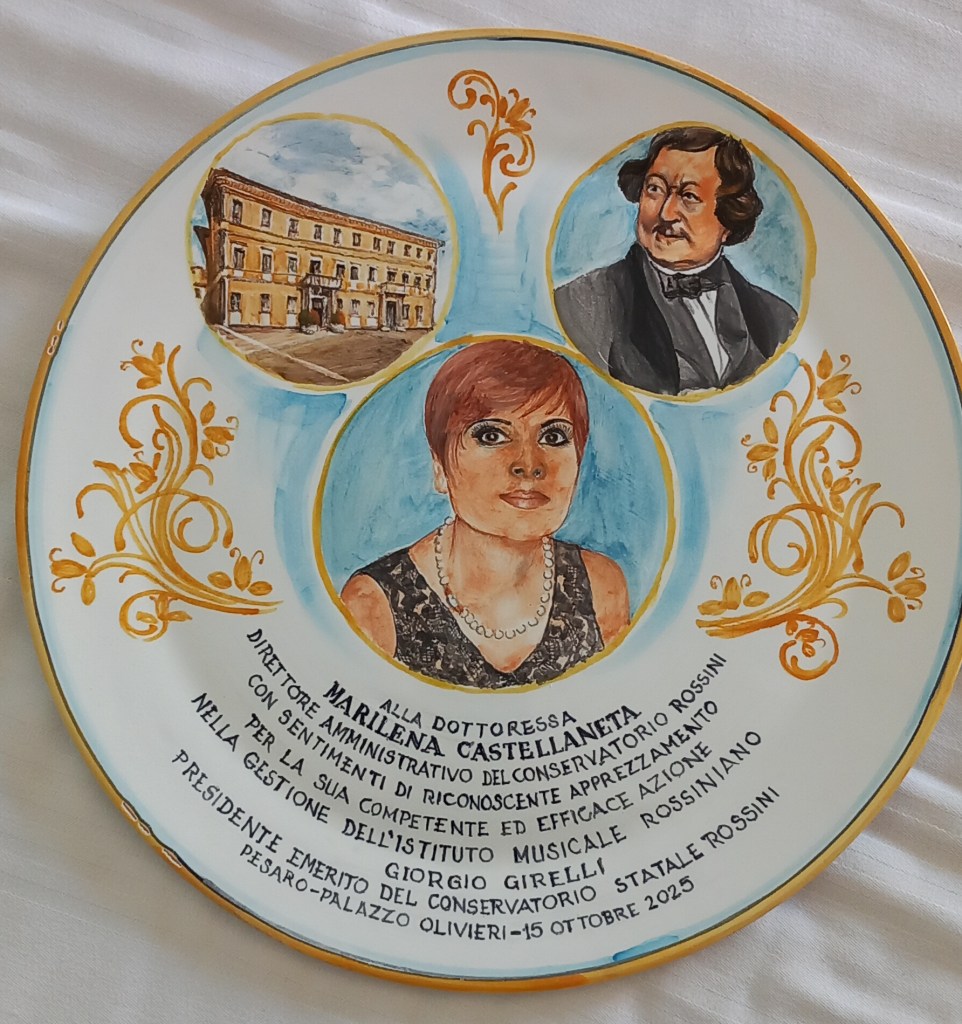 ALLA DOTTORESSA
MARILENA CASTELLANETA
DIRETTORE AMMINISTRATIVO DEL CONSERVATORIO ROSSINI
CON SENTIMENTI DI RICONOSCENTE APPREZZAMENTO
PER LA SUA COMPETENTE ED EFFICACE AZIONE
NELLA GESTIONE DELL'ISTITUTO MUSICALE ROSSINIANO
GIORGIO GIRELLI
PRESIDENTE EMERITO DEL CONSERVATORIO STATALE ROSSINI
PESARO-PALAZZO OLIVIERI-15 OTTOBRE 2025